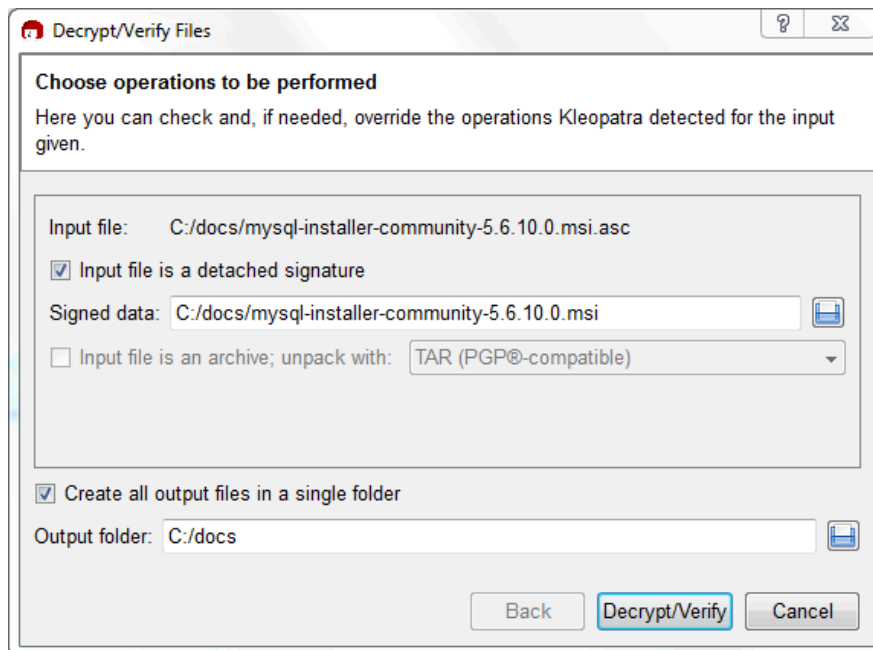 Decrypt/Verify Files
Choose operations to be performed
Here you can check and, if needed, override the operations Kleopatra detected for the input
given.
Input file: C:/docs/mysql-installer-community-5.6.10.0.msi.asc
Input file is a detached signature
Signed data: C:/docs/mysql-installer-community-5.6.10.0.msi
Input file is an archive; unpack with: TAR (PGP®-compatible)
Create all output files in a single folder
Output folder: C:/docs
Back Decrypt/Verify Cancel